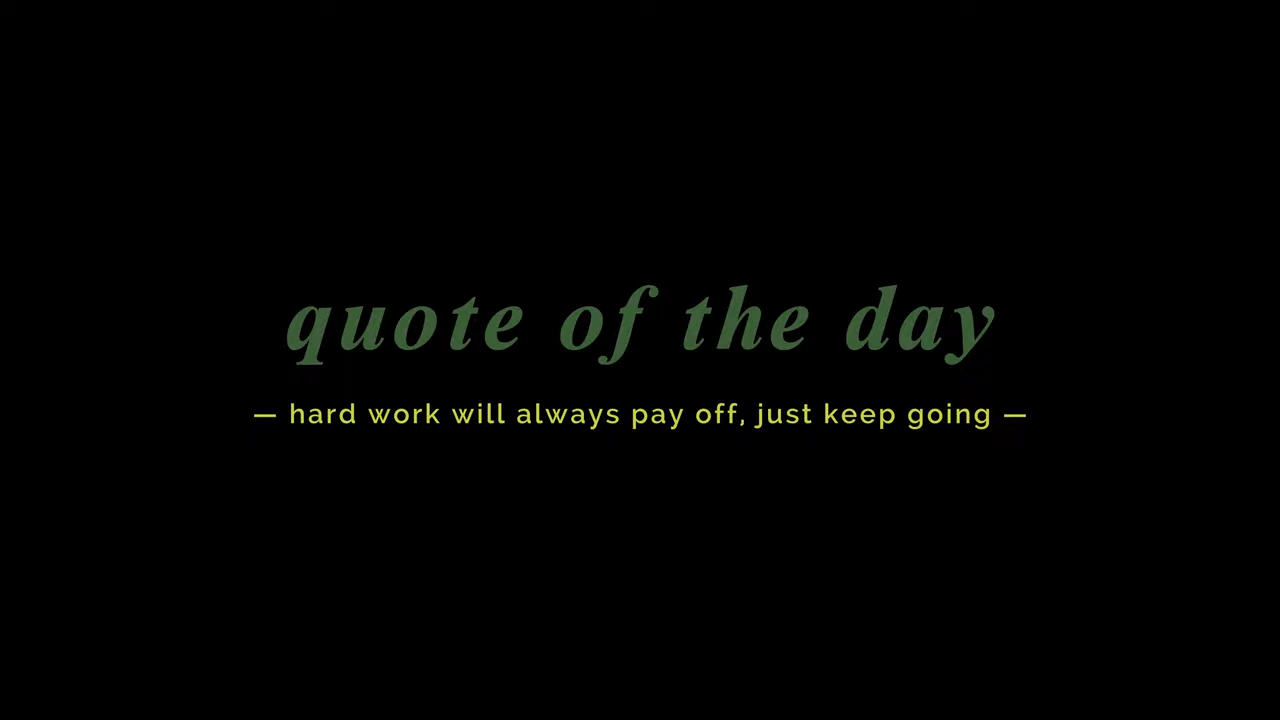 quote of the day
— hard work will always pay off, just keep going —